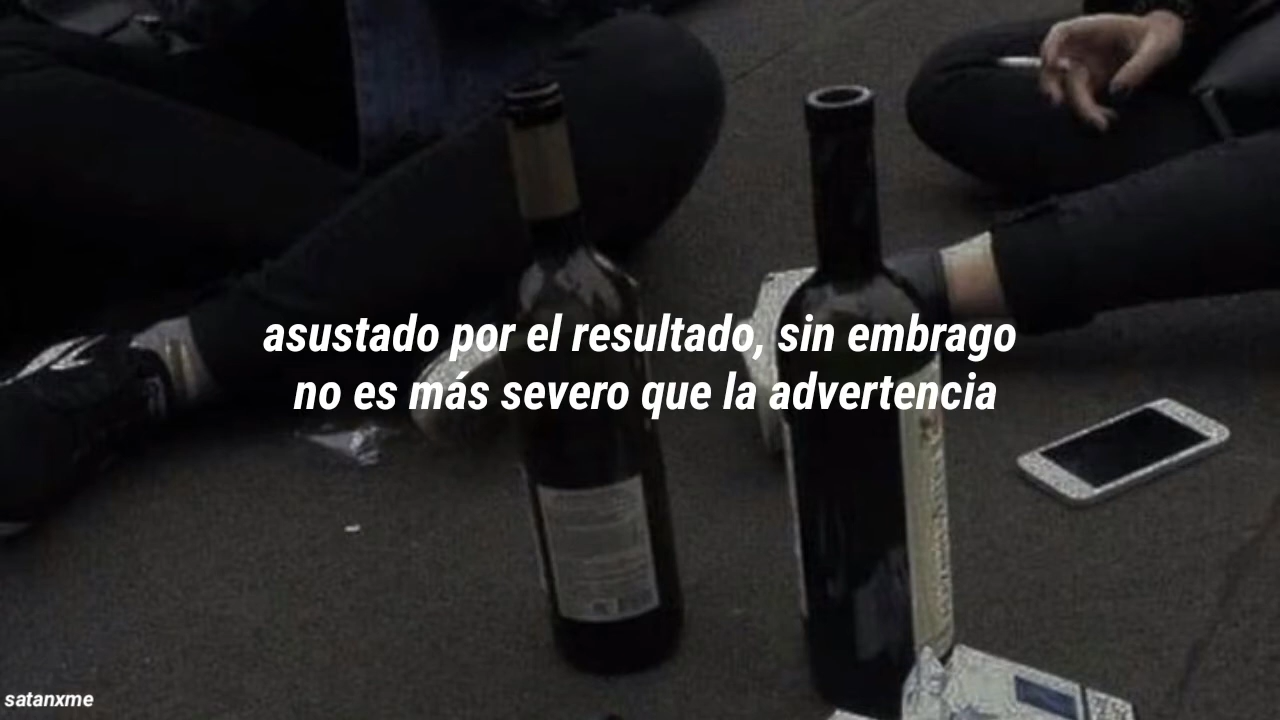 asustado por el resultado, sin embrago
no es más severo que la advertencia
satanxme